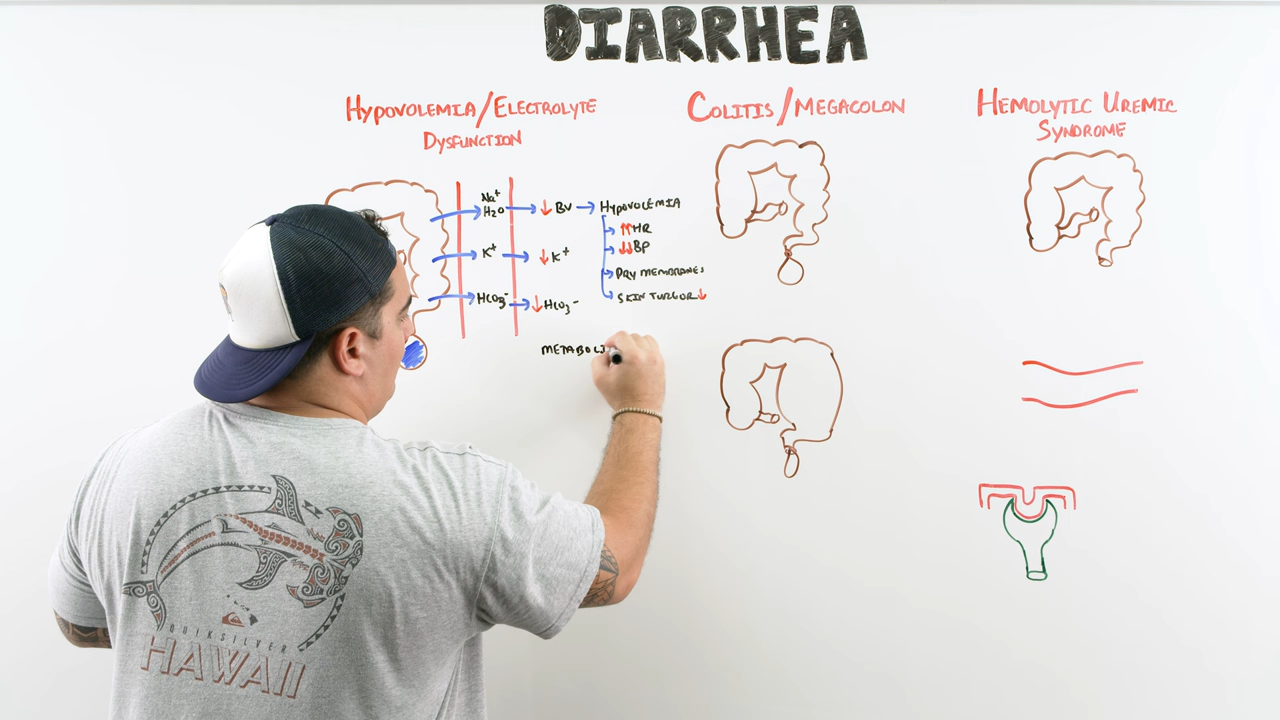 DIARRHEA
HYPOVOLEMIA/ELECTROLYTE
DYSFUNCTION
Na+
H2O
↓ BV → HYPOVOLEMIA
↑↑ HR
↓↓ BP
DRY MEMBRANES
SKIN TURGOR ↓
K+
↓ K+
HCO3-
↓ HCO3-
METABOLI
COLITIS/MEGACOLON
HEMOLYTIC UREMIC
SYNDROME
QUIKSILVER
HAWAII